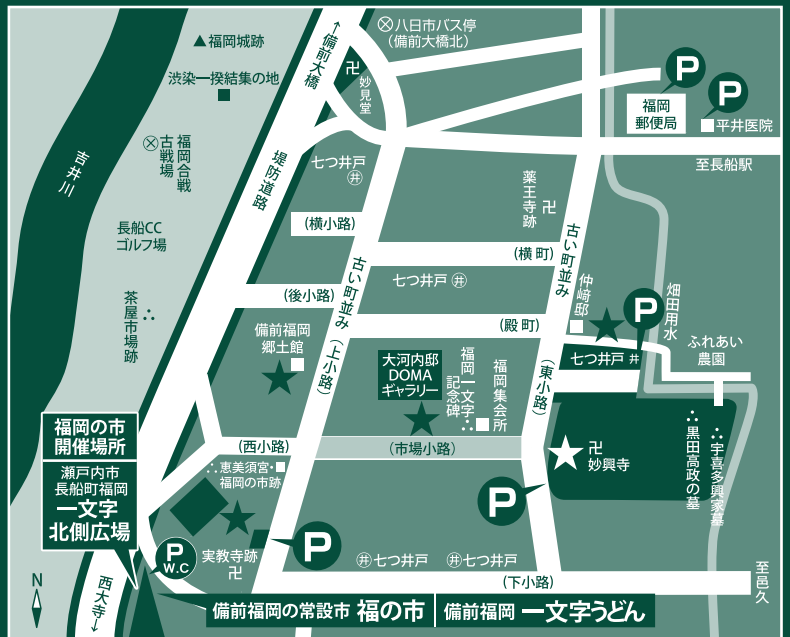 八日市バス停
(備前大橋北)
▲福岡城跡
↑備前大橋
渋染一揆結集の地
卍 妙見堂
P
P
福岡
郵便局
平井医院
至長船駅
福岡合戦
古戦場
吉井川
堤防道路
七つ井戸
井
薬王寺跡 卍
長船CC
ゴルフ場
(横小路)
古い町並み(上小路)
(横町)
古い町並み
七つ井戸 井
仲﨑邸
畑田用水
茶屋市場跡
(後小路)
(殿町)
P
備前福岡
郷土館
大河内邸
DOMA
ギャラリー
福岡一文字
記念碑
福岡集会所
(東小路)
七つ井戸 井
ふれあい
農園
福岡の市
開催場所
瀬戸内市
長船町福岡
一文字
北側広場
(西小路)
(市場小路)
恵美須宮・
福岡の市跡
卍
妙興寺
黒田高政の墓
宇喜多興家墓
P
P
P
W.C
実教寺跡
卍
井七つ井戸
井七つ井戸
(下小路)
至邑久
N
西大寺→
備前福岡の常設市 福の市
備前福岡 一文字うどん